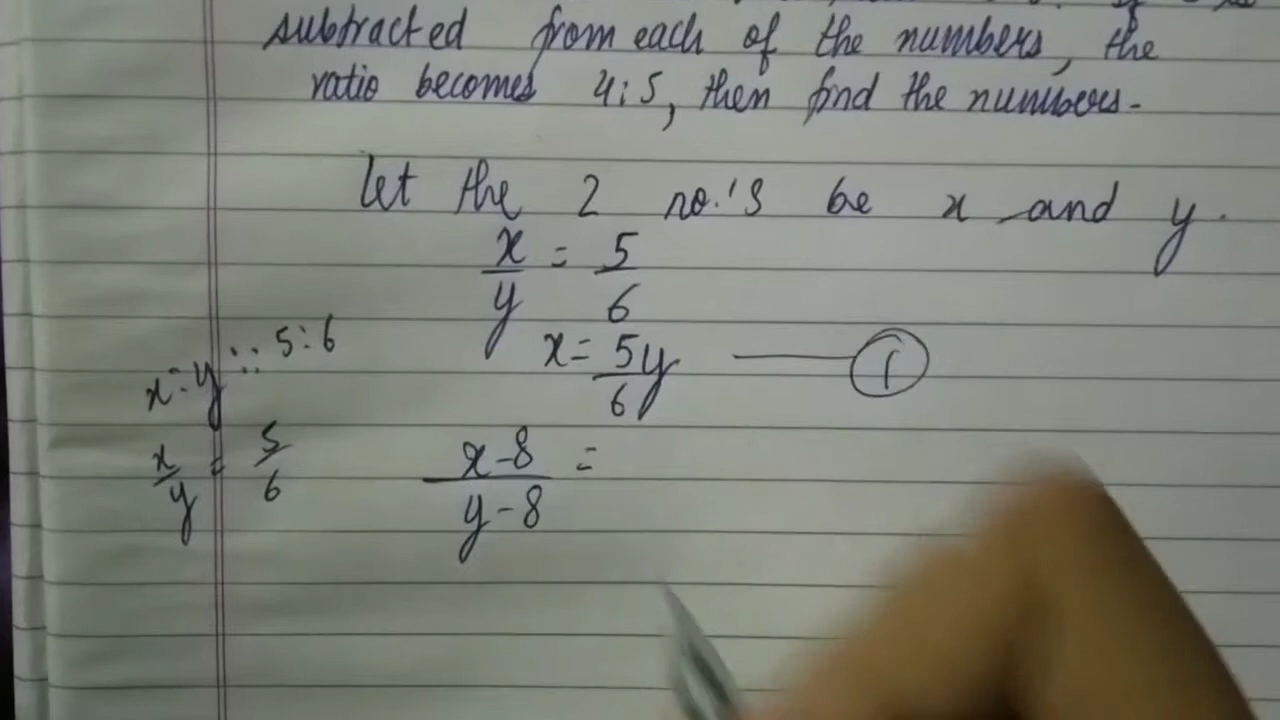 subtracted from each of the numbers, the
ratio becomes 4:5, then find the numbers-
Let the 2 no.'s be x and y.
x/y = 5/6
x = 5y/6 —— ①
x:y :: 5:6
x/y = 5/6
x-8/y-8 =